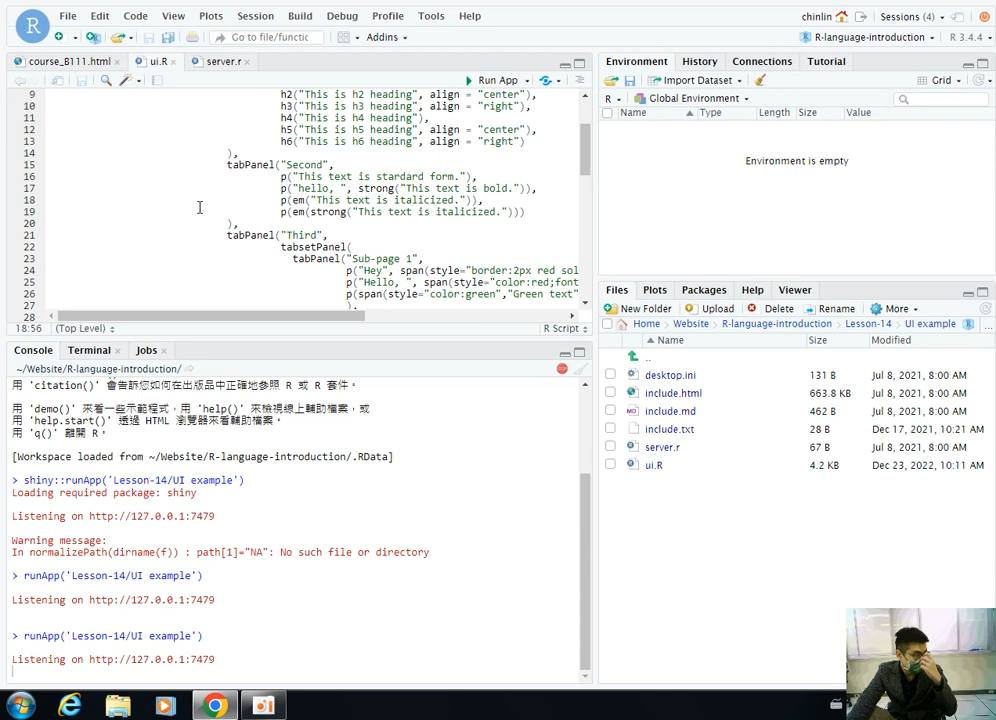 File Edit Code View Plots Session Build Debug Profile Tools Help
chinlin
Sessions (4)
R
Go to file/functic
Addins
R-language-introduction
R 3.4.4
course_B111.html
ui.R
server.r
Run App
9
h2("This is h2 heading", align = "center"),
10
h3("This is h3 heading", align = "right"),
11
h4("This is h4 heading"),
12
h5("This is h5 heading", align = "center"),
13
h6("This is h6 heading", align = "right")
14
),
15
tabPanel("Second",
16
p("This text is stardard form."),
17
p("hello, ", strong("This text is bold.")),
18
p(em("This text is italicized.")),
19
p(em(strong("This text is italicized.")))
20
),
21
tabPanel("Third",
22
tabsetPanel(
23
tabPanel("Sub-page 1",
24
p("Hey", span(style="border:2px red sol
25
p("Hello, ", span(style="color:red;font
26
p(span(style="color:green","Green text"
27
),
28
18:56
(Top Level)
R Script
Console Terminal Jobs
~/Website/R-language-introduction/
用 'citation()' 會告訴您如何在出版品中正確地參照 R 或 R 套件。
用 'demo()' 來看一些示範程式，用 'help()' 來檢視線上輔助檔案，或
用 'help.start()' 透過 HTML 瀏覽器來看輔助檔案。
用 'q()' 離開 R。
[Workspace loaded from ~/Website/R-language-introduction/.RData]
> shiny::runApp('Lesson-14/UI example')
Loading required package: shiny
Listening on http://127.0.0.1:7479
Warning message:
In normalizePath(dirname(f)) : path[1]="NA": No such file or directory
> runApp('Lesson-14/UI example')
Listening on http://127.0.0.1:7479
> runApp('Lesson-14/UI example')
Listening on http://127.0.0.1:7479
Environment History Connections Tutorial
Import Dataset
Grid
R
Global Environment
Name Type Length Size Value
Environment is empty
Files Plots Packages Help Viewer
New Folder Upload Delete Rename More
Home Website R-language-introduction Lesson-14 UI example
...
Name Size Modified
..
desktop.ini 131 B Jul 8, 2021, 8:00 AM
include.html 663.8 KB Jul 8, 2021, 8:00 AM
include.md 462 B Jul 8, 2021, 8:00 AM
include.txt 28 B Dec 17, 2021, 10:21 AM
server.r 67 B Jul 8, 2021, 8:00 AM
ui.R 4.2 KB Dec 23, 2022, 10:11 AM